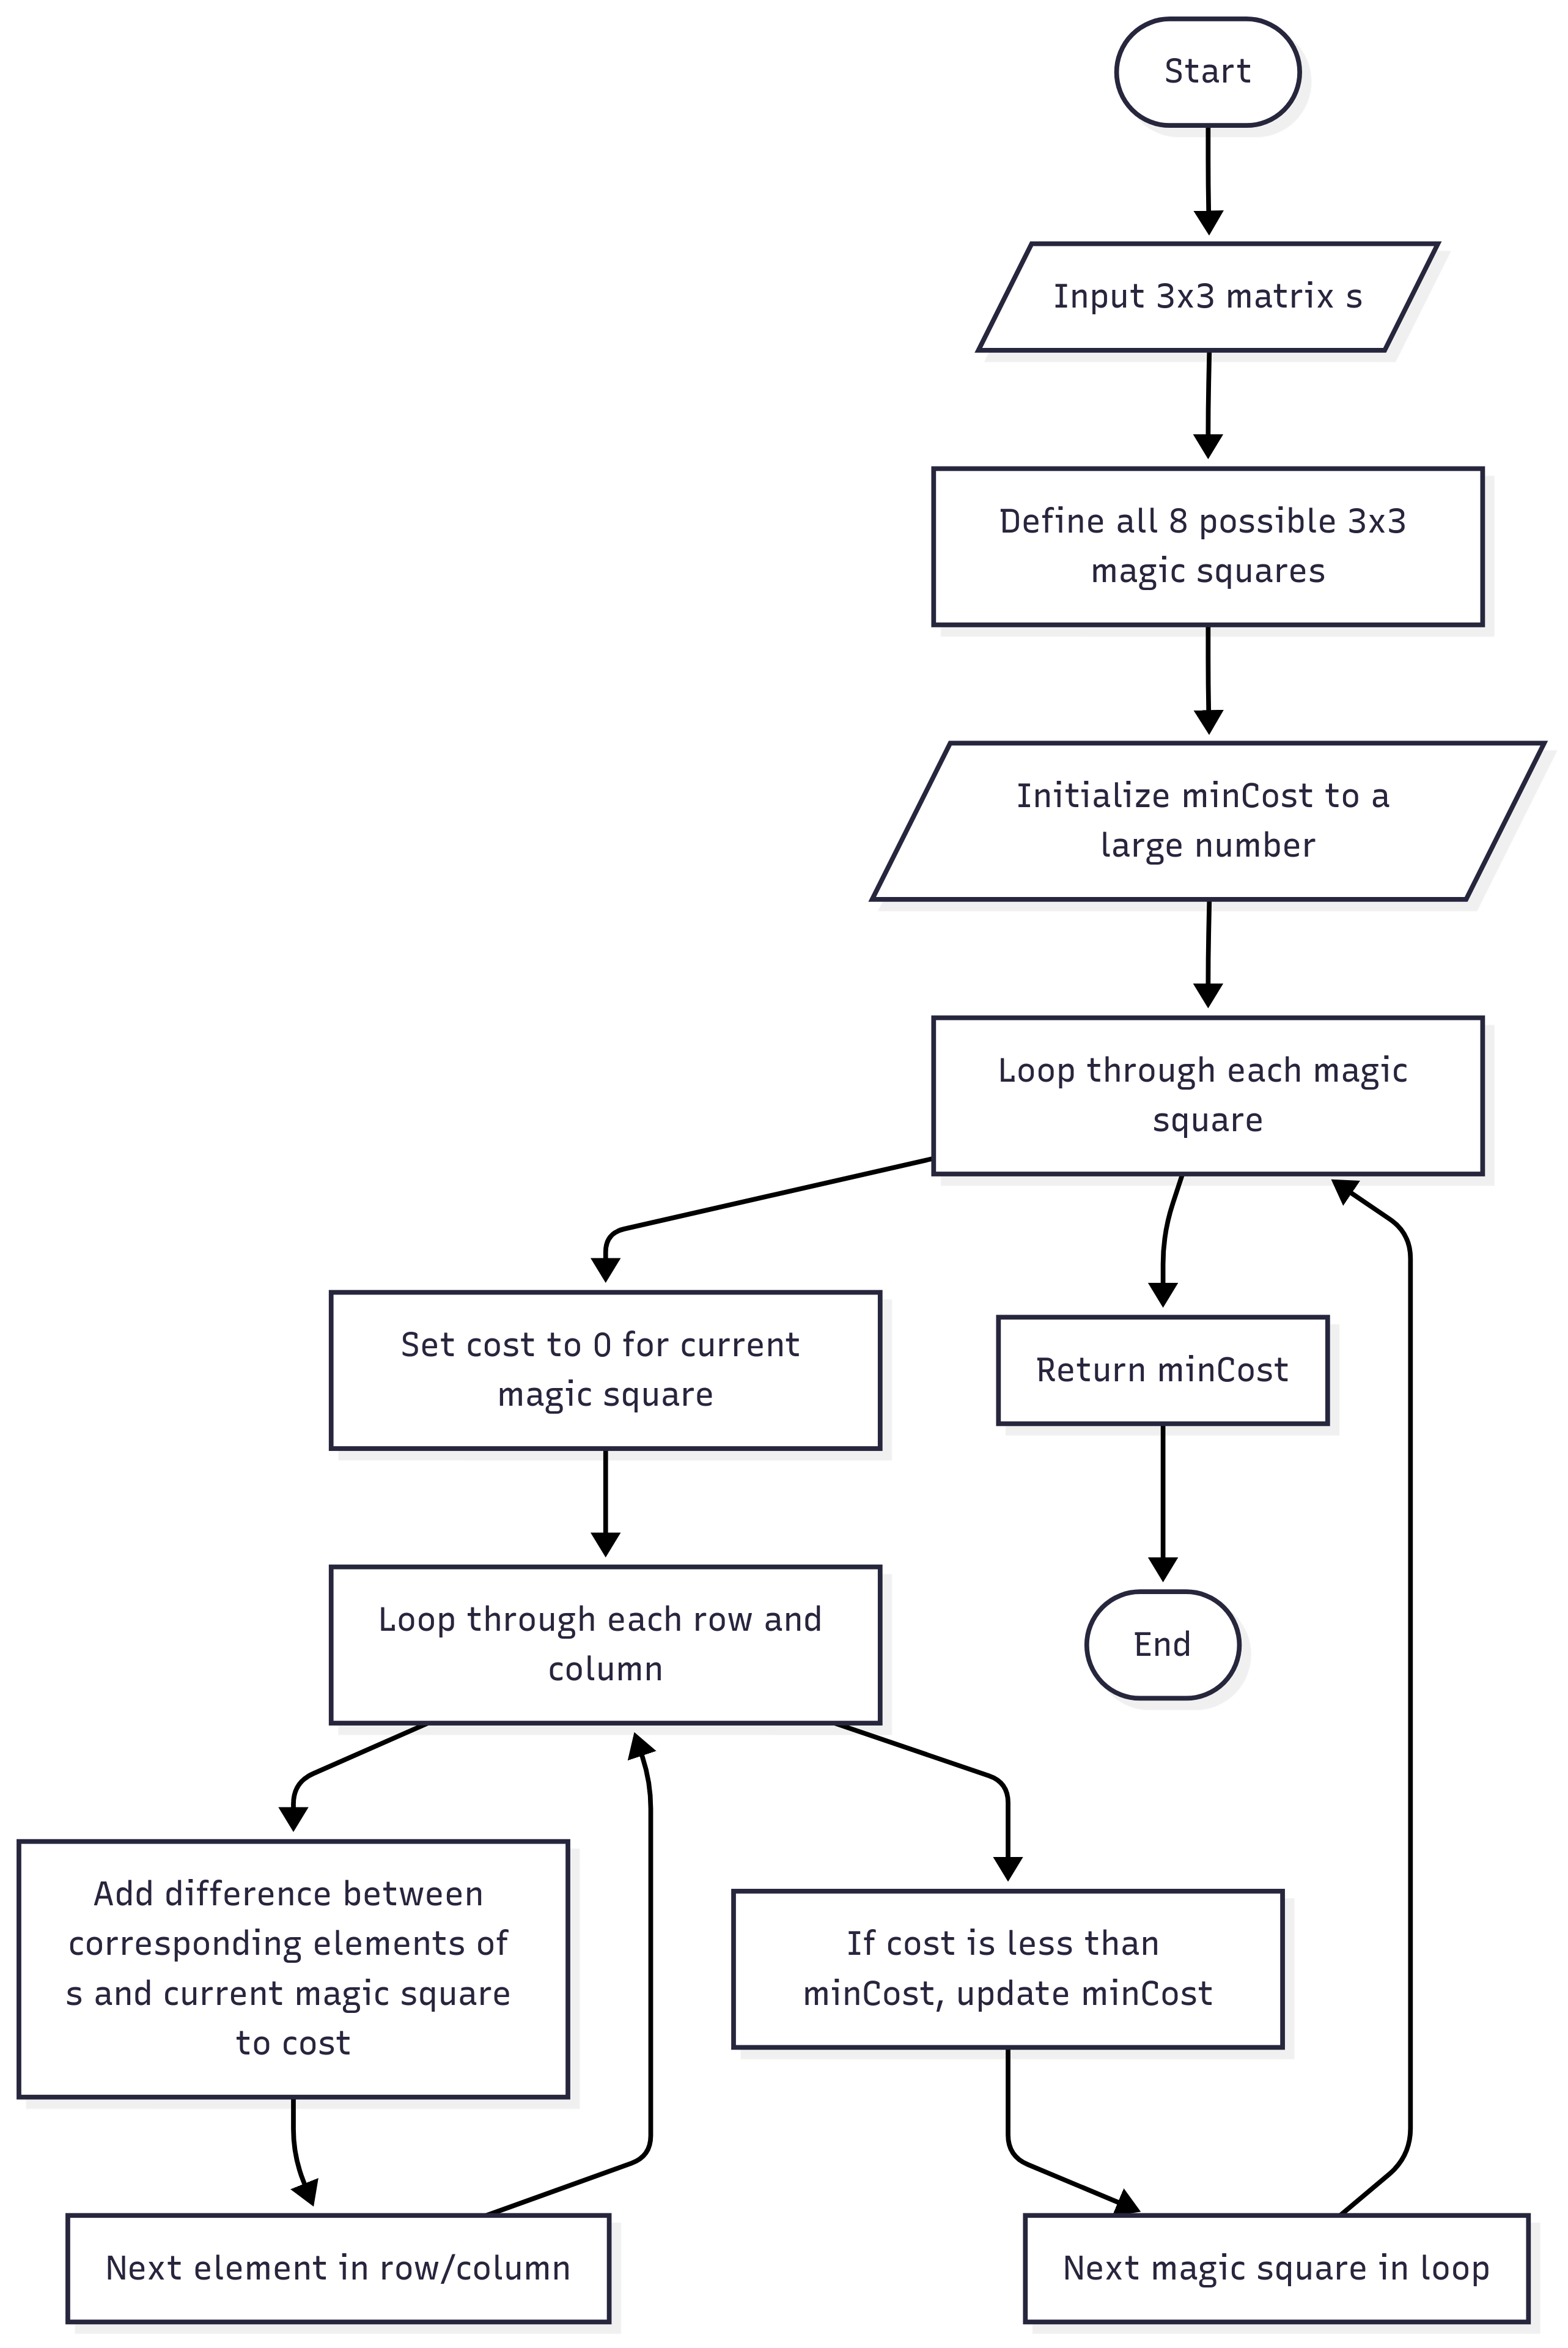 Start
Input 3x3 matrix s
Define all 8 possible 3x3
magic squares
Initialize minCost to a
large number
Loop through each magic
square
Set cost to 0 for current
magic square
Return minCost
Loop through each row and
column
End
Add difference between
corresponding elements of
s and current magic square
to cost
If cost is less than
minCost, update minCost
Next element in row/column
Next magic square in loop